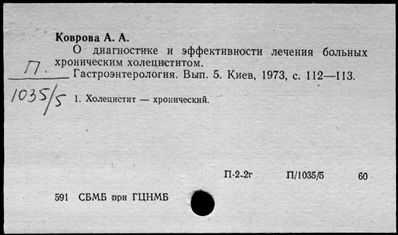 Коврова А. А.
О диагностике и эффективности лечения больных
хроническим холециститом.
П.
Гастроэнтерология. Вып. 5. Киев, 1973, с. 112—113.
1035/5
1. Холецистит — хронический.
П-2-2г П/1035/5 60
591 СБМБ при ГЦНМБ